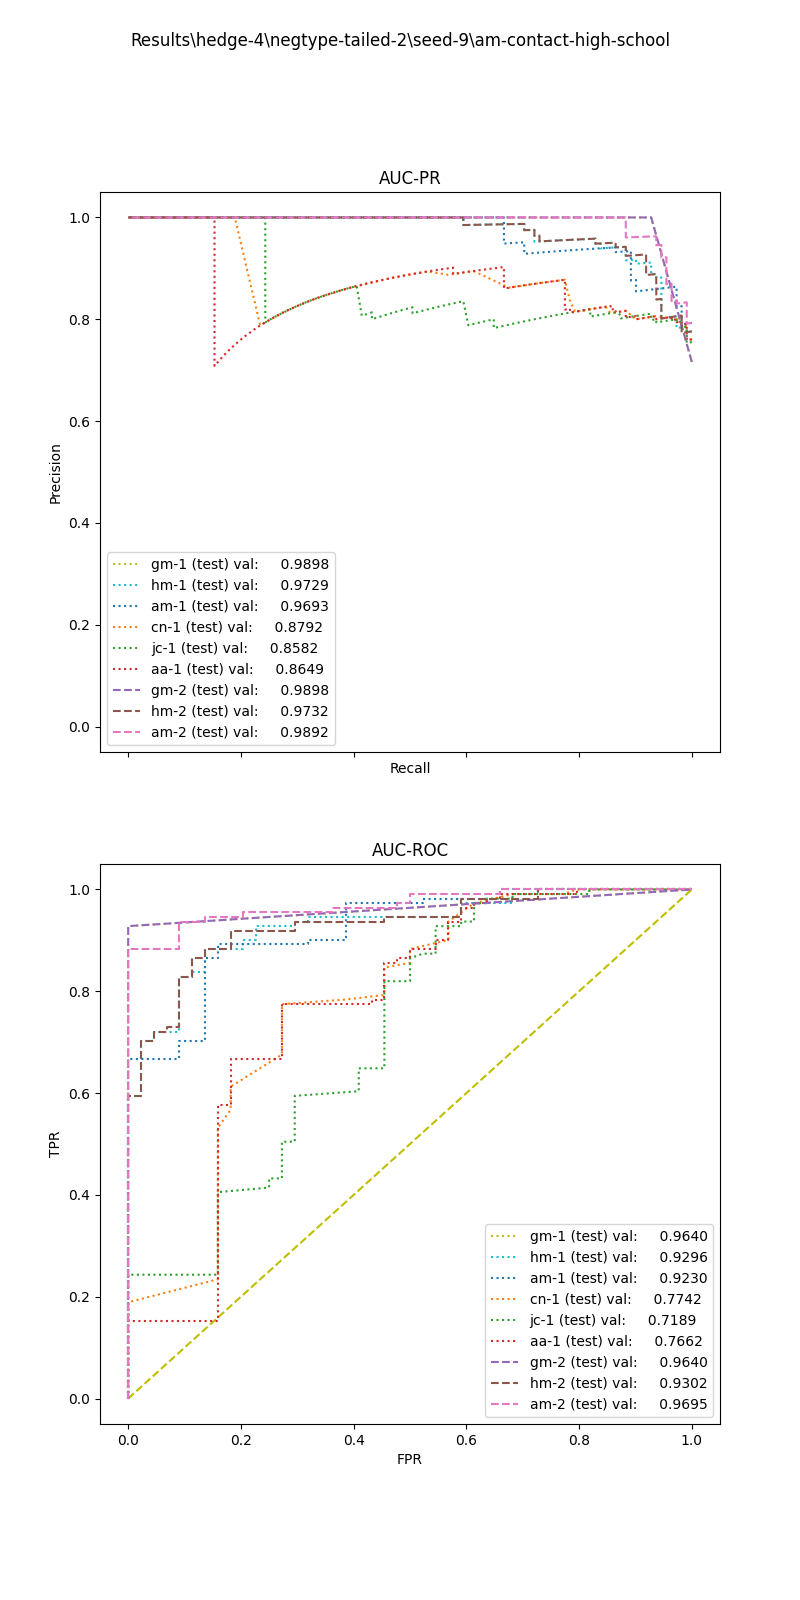 Results\hedge-4\negtype-tailed-2\seed-9\am-contact-high-school
AUC-PR
1.0
0.8
0.6
0.4
0.2
0.0
Precision
gm-1 (test) val: 0.9898
hm-1 (test) val: 0.9729
am-1 (test) val: 0.9693
cn-1 (test) val: 0.8792
jc-1 (test) val: 0.8582
aa-1 (test) val: 0.8649
gm-2 (test) val: 0.9898
hm-2 (test) val: 0.9732
am-2 (test) val: 0.9892
Recall
AUC-ROC
1.0
0.8
0.6
0.4
0.2
0.0
TPR
gm-1 (test) val: 0.9640
hm-1 (test) val: 0.9296
am-1 (test) val: 0.9230
cn-1 (test) val: 0.7742
jc-1 (test) val: 0.7189
aa-1 (test) val: 0.7662
gm-2 (test) val: 0.9640
hm-2 (test) val: 0.9302
am-2 (test) val: 0.9695
0.0 0.2 0.4 0.6 0.8 1.0
FPR